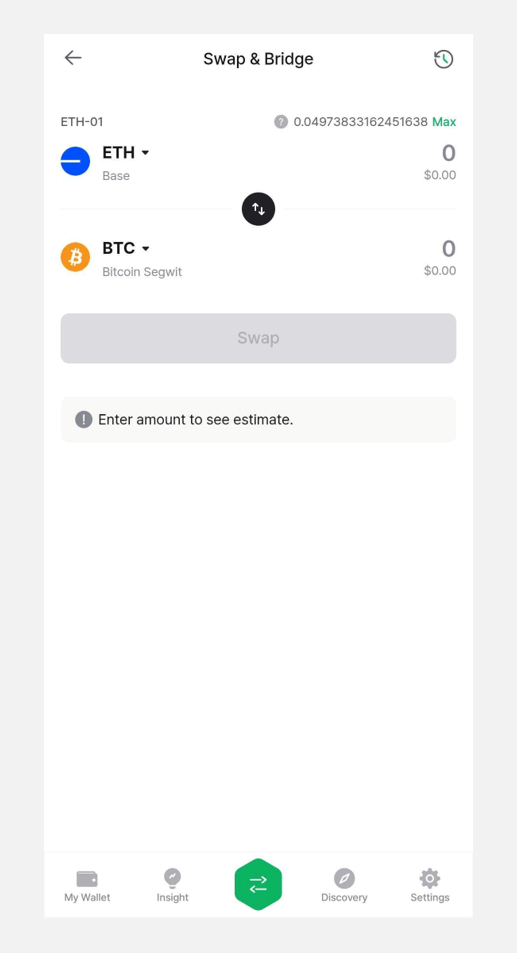 Swap & Bridge
ETH-01
? 0.04973833162451638 Max
ETH
0
Base
$0.00
BTC
0
Bitcoin Segwit
$0.00
Swap
! Enter amount to see estimate.
My Wallet
Insight
Discovery
Settings